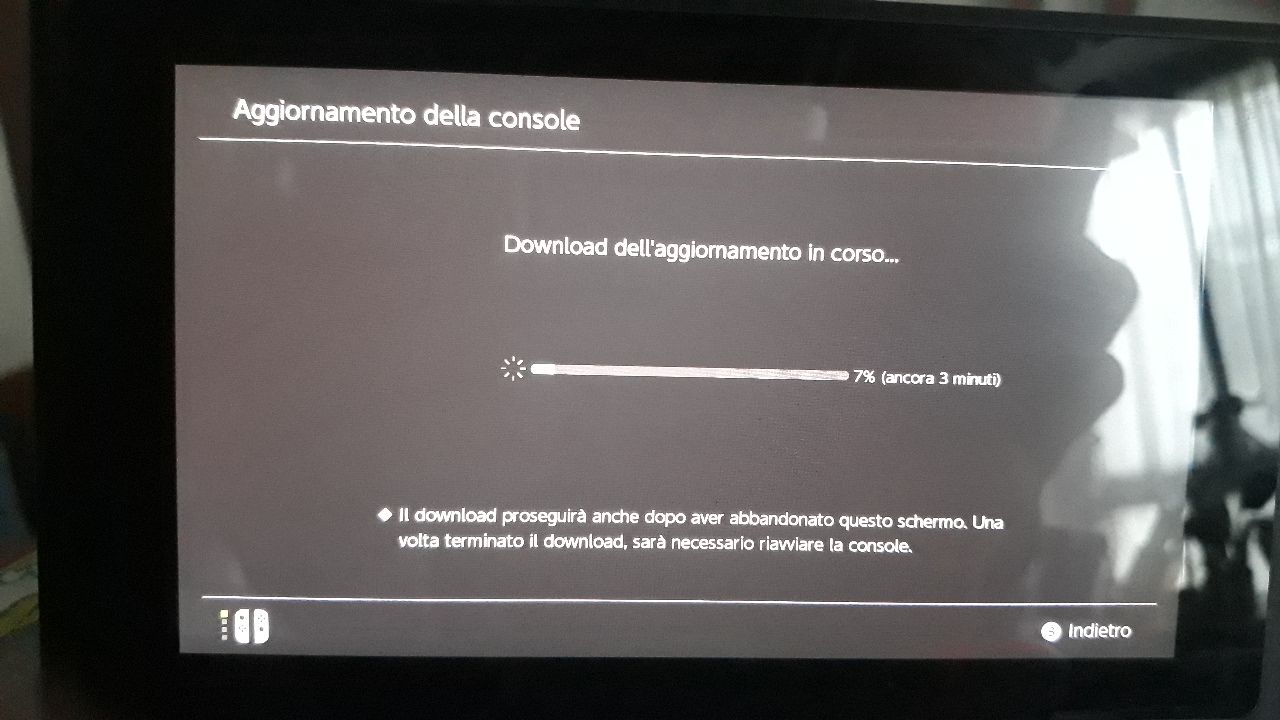 Aggiornamento della console
Download dell'aggiornamento in corso...
7% (ancora 3 minuti)
◆ Il download proseguirà anche dopo aver abbandonato questo schermo. Una
volta terminato il download, sarà necessario riavviare la console.
B Indietro